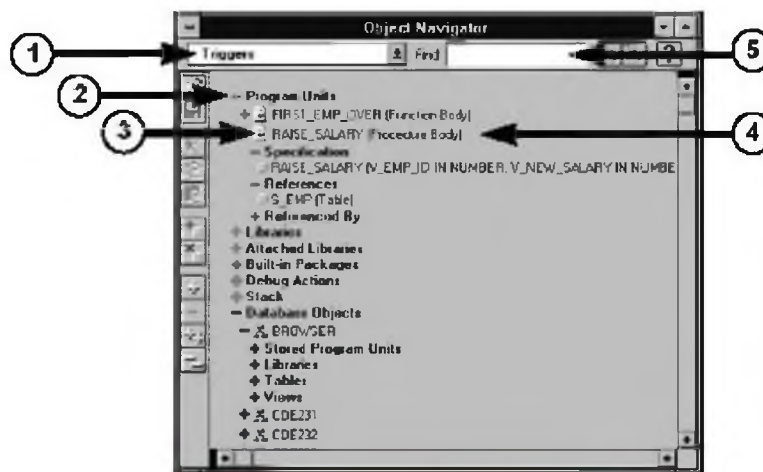 Object Navigator
1
Triggers
Find
?
5
2
- Program Units
+ FIRST_EMP_OVER (Function Body)
3
RAISE_SALARY (Procedure Body)
4
- Specification
RAISE_SALARY (V_EMP_ID IN NUMBER, V_NEW_SALARY IN NUMBE
- References
S_EMP (Table)
+ Referenced By
+ Libraries
+ Attached Libraries
+ Built-in Packages
+ Debug Actions
+ Stack
- Database Objects
- BROWSER
+ Stored Program Units
+ Libraries
+ Tables
+ Views
+ CDE231
+ CDE232